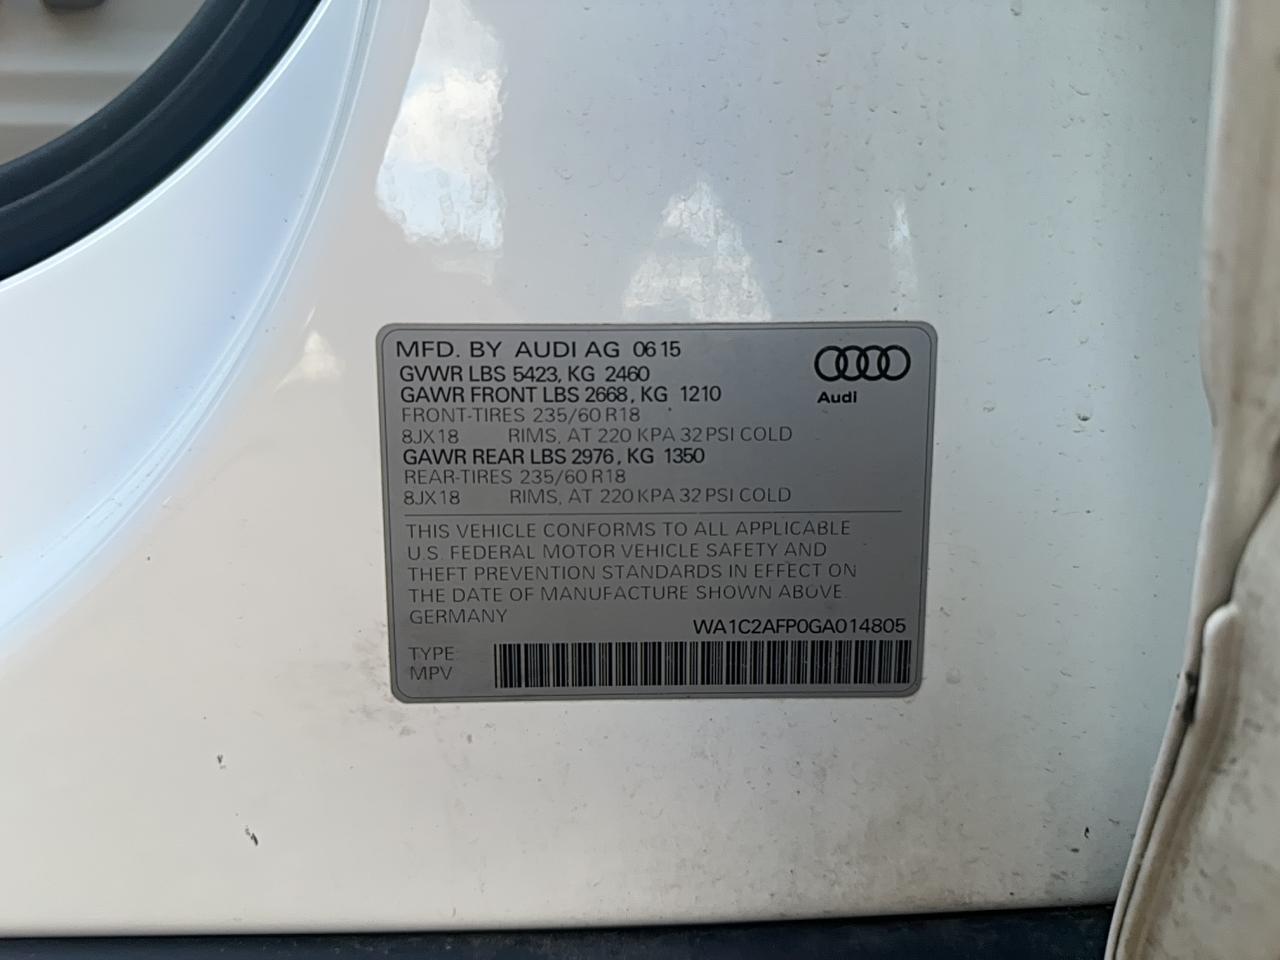 MFD. BY AUDI AG 0615
GVWR LBS 5423, KG 2460
GAWR FRONT LBS 2668, KG 1210
FRONT-TIRES 235/60 R18
8JX18 RIMS, AT 220 KPA 32 PSI COLD
GAWR REAR LBS 2976, KG 1350
REAR-TIRES 235/60 R18
8JX18 RIMS, AT 220 KPA 32 PSI COLD
Audi
THIS VEHICLE CONFORMS TO ALL APPLICABLE
U.S. FEDERAL MOTOR VEHICLE SAFETY AND
THEFT PREVENTION STANDARDS IN EFFECT ON
THE DATE OF MANUFACTURE SHOWN ABOVE.
GERMANY
WA1C2AFP0GA014805
TYPE:
MPV